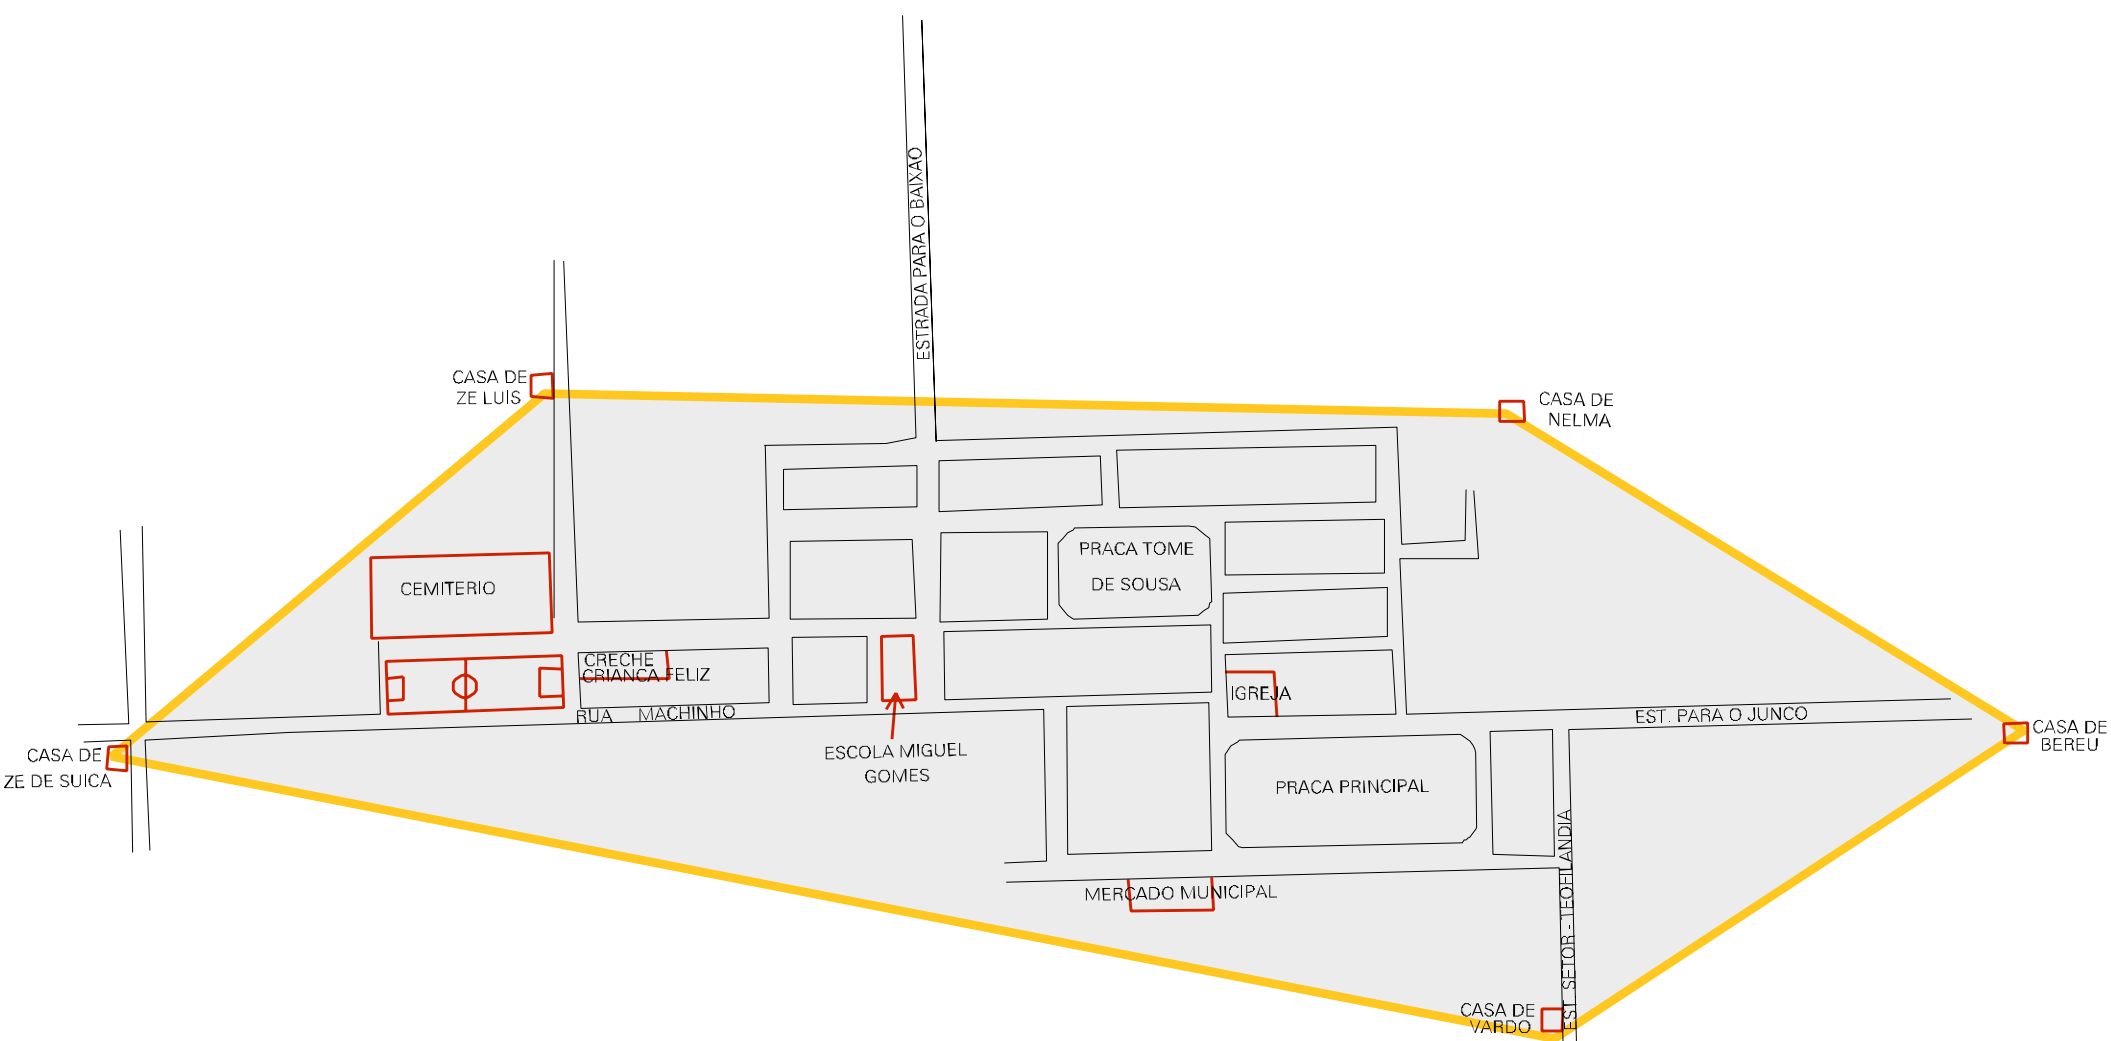 ESTRADA PARA O BAIXAO
CASA DE
ZE LUIS
CASA DE
NELMA
PRACA TOME
DE SOUSA
CEMITERIO
CRECHE
CRIANCA FELIZ
IGREJA
RUA MACHINHO
EST. PARA O JUNCO
CASA DE
BEREU
CASA DE
ZE DE SUICA
ESCOLA MIGUEL
GOMES
PRACA PRINCIPAL
MERCADO MUNICIPAL
EST. SETOR - TEOFILANDIA
CASA DE
VARDO